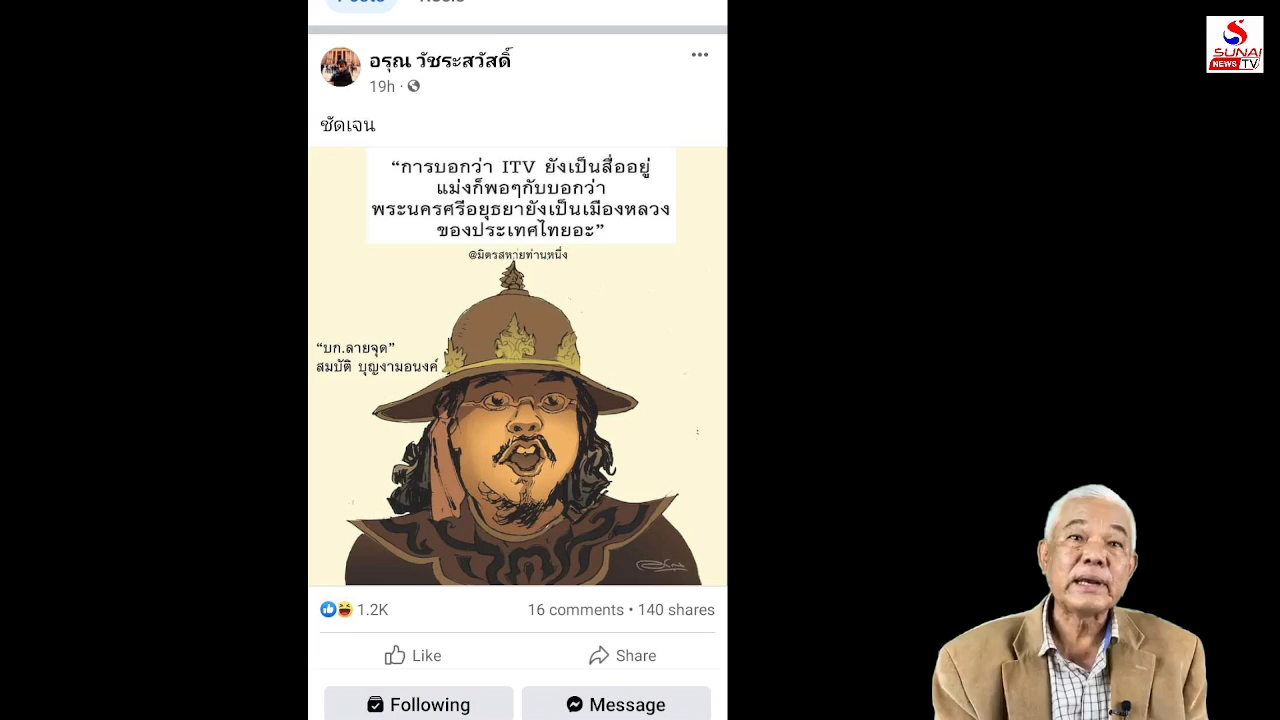 Posts Reels
SUNAI
NEWS TV
อรุณ วัชระสวัสดิ์
19h
ชัดเจน
“การบอกว่า ITV ยังเป็นสื่ออยู่
แม่งก็พอๆกับบอกว่า
พระนครศรีอยุธยายังเป็นเมืองหลวง
ของประเทศไทยอะ”
@มิตรสหายท่านหนึ่ง
“บก.ลายจุด”
สมบัติ บุญงามอนงค์
1.2K 16 comments • 140 shares
Like Share
Following Message